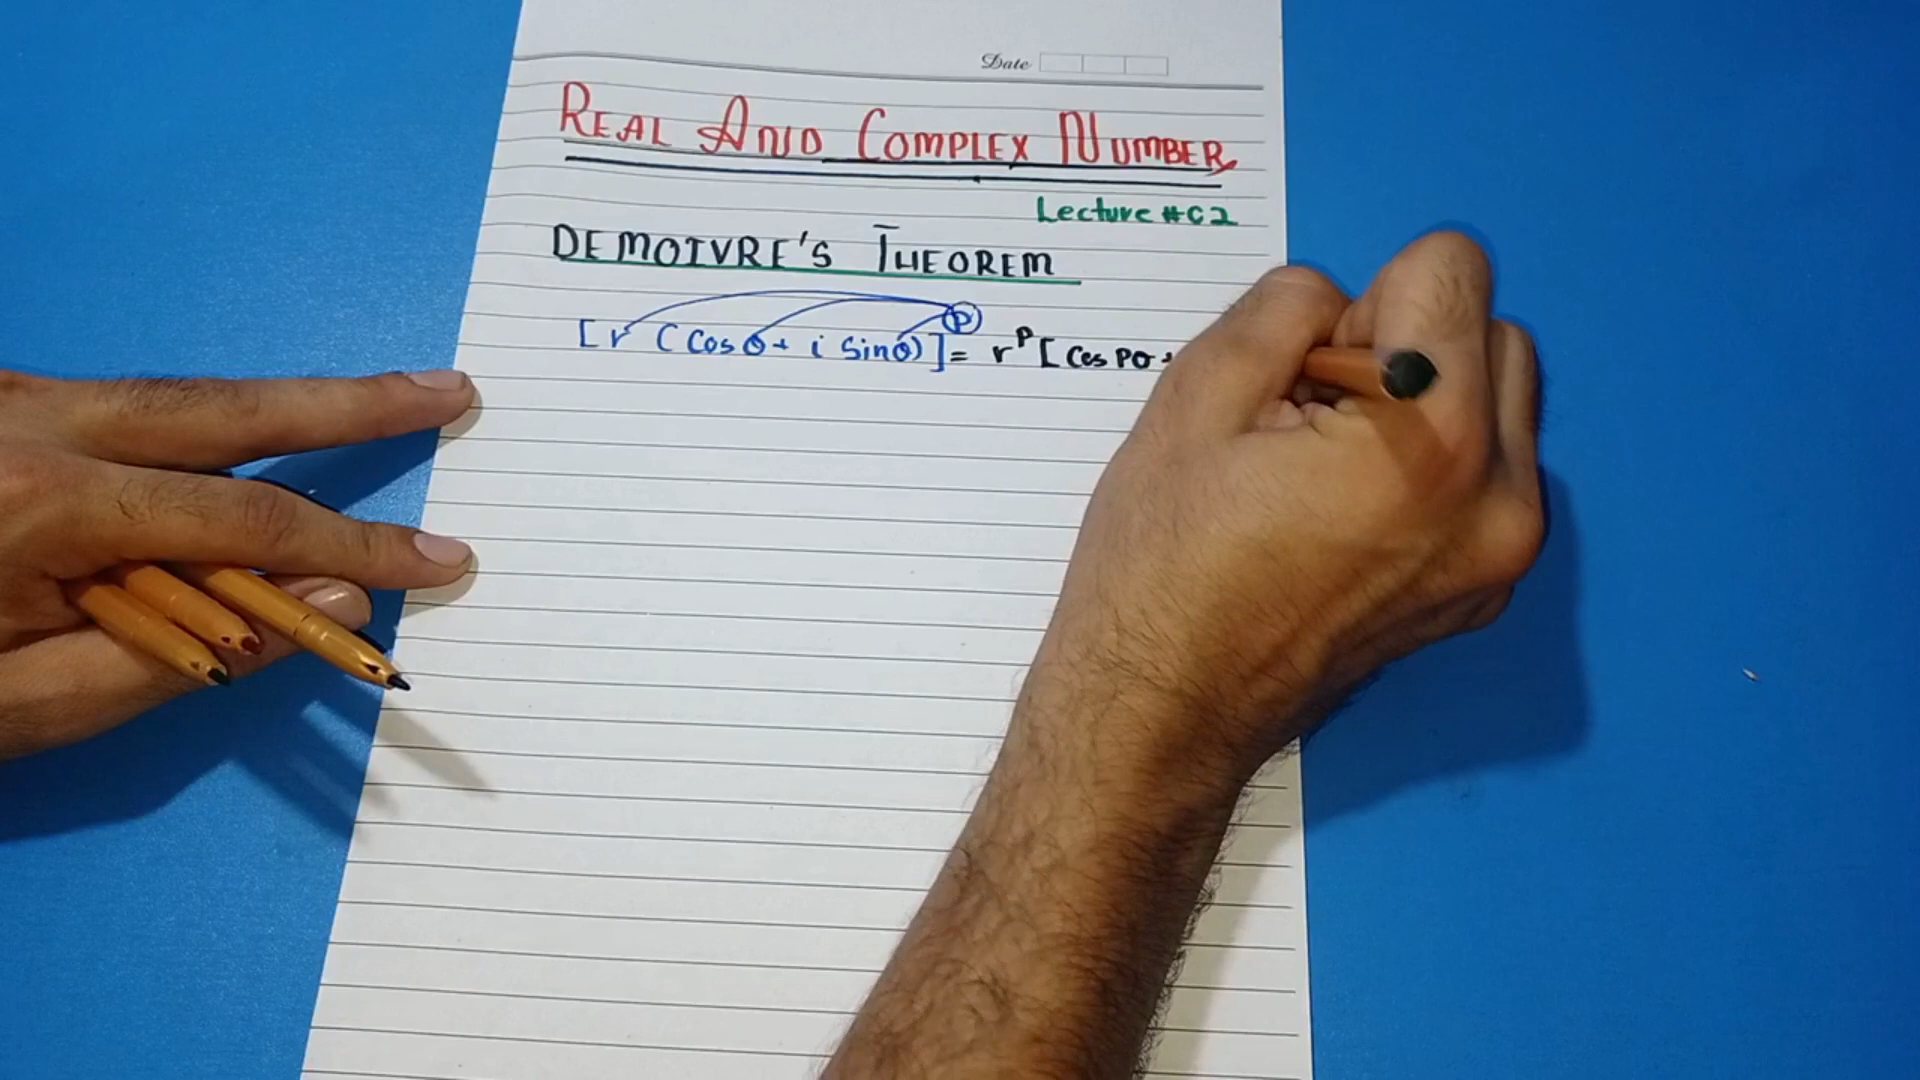 Date
REAL AND COMPLEX NUMBER
Lecture #02
DEMOIVRE'S THEOREM
[r (Cos θ + i Sin θ)]^P = r^P [Cos Pθ +